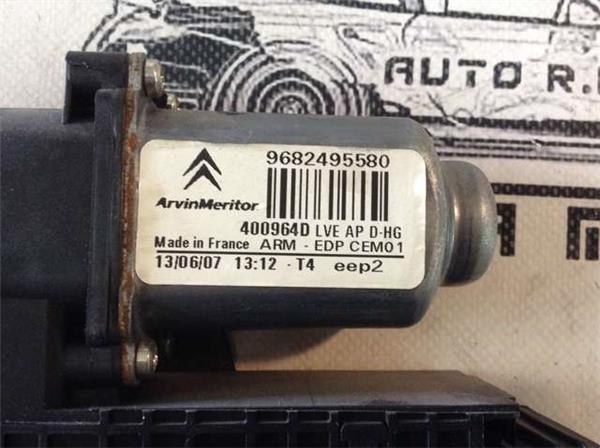 AUTO R.
9682495580
ArvinMeritor
400964D LVE AP D-HG
Made in France ARM - EDP CEM01
13/06/07 13:12 - T4 eep2